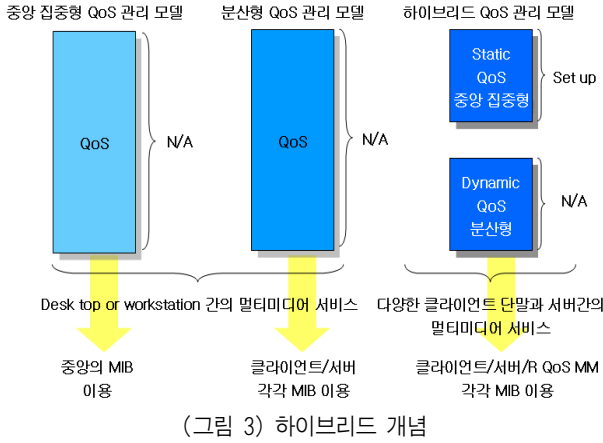 중앙 집중형 QoS 관리 모델
분산형 QoS 관리 모델
하이브리드 QoS 관리 모델
QoS
N/A
QoS
N/A
Static
QoS
중앙 집중형
Set up
Dynamic
QoS
분산형
N/A
Desk top or workstation 간의 멀티미디어 서비스
다양한 클라이언트 단말과 서버간의
멀티미디어 서비스
중앙의 MIB
이용
클라이언트/서버
각각 MIB 이용
클라이언트/서버/R QoS MM
각각 MIB 이용
(그림 3) 하이브리드 개념